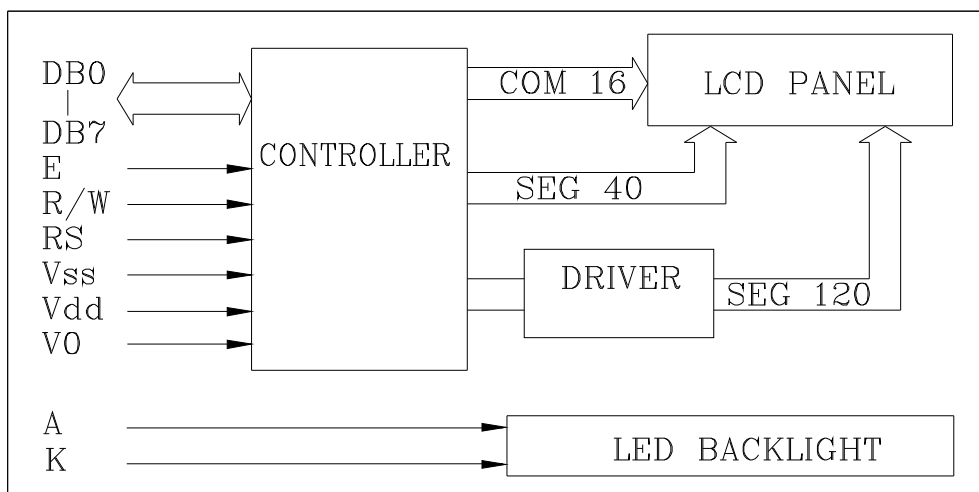 DB0
|
DB7
E
R/W
RS
Vss
Vdd
V0
A
K
CONTROLLER
COM 16
SEG 40
DRIVER
SEG 120
LCD PANEL
LED BACKLIGHT